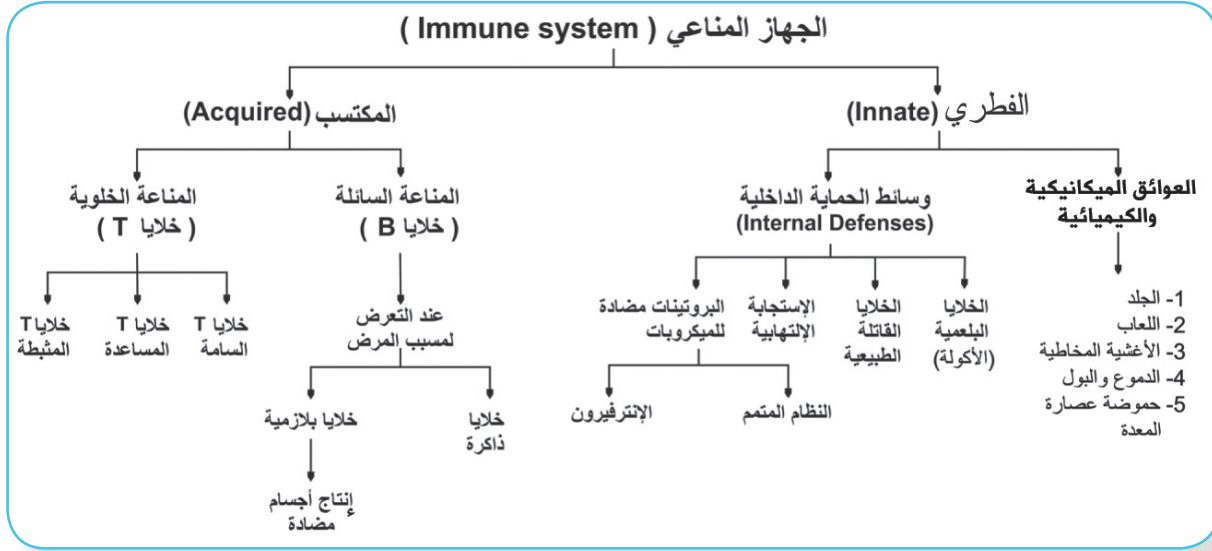 الجهاز المناعي ( Immune system )
الفطري (Innate)
المكتسب (Acquired)
العوائق الميكانيكية
والكيميائية
1- الجلد
2- اللعاب
3- الأغشية المخاطية
4- الدموع والبول
5- حموضة عصارة
المعدة
وسائط الحماية الداخلية
(Internal Defenses)
الخلايا
البلعمية
(الأكولة)
الخلايا
القاتلة
الطبيعية
الإستجابة
الإلتهابية
البروتينات مضادة
للميكروبات
النظام المتمم
الإنترفيرون
المناعة السائلة
( خلايا B )
عند التعرض
لمسبب المرض
خلايا
ذاكرة
خلايا بلازمية
إنتاج أجسام
مضادة
المناعة الخلوية
( خلايا T )
خلايا T
السامة
خلايا T
المساعدة
خلايا T
المثبطة